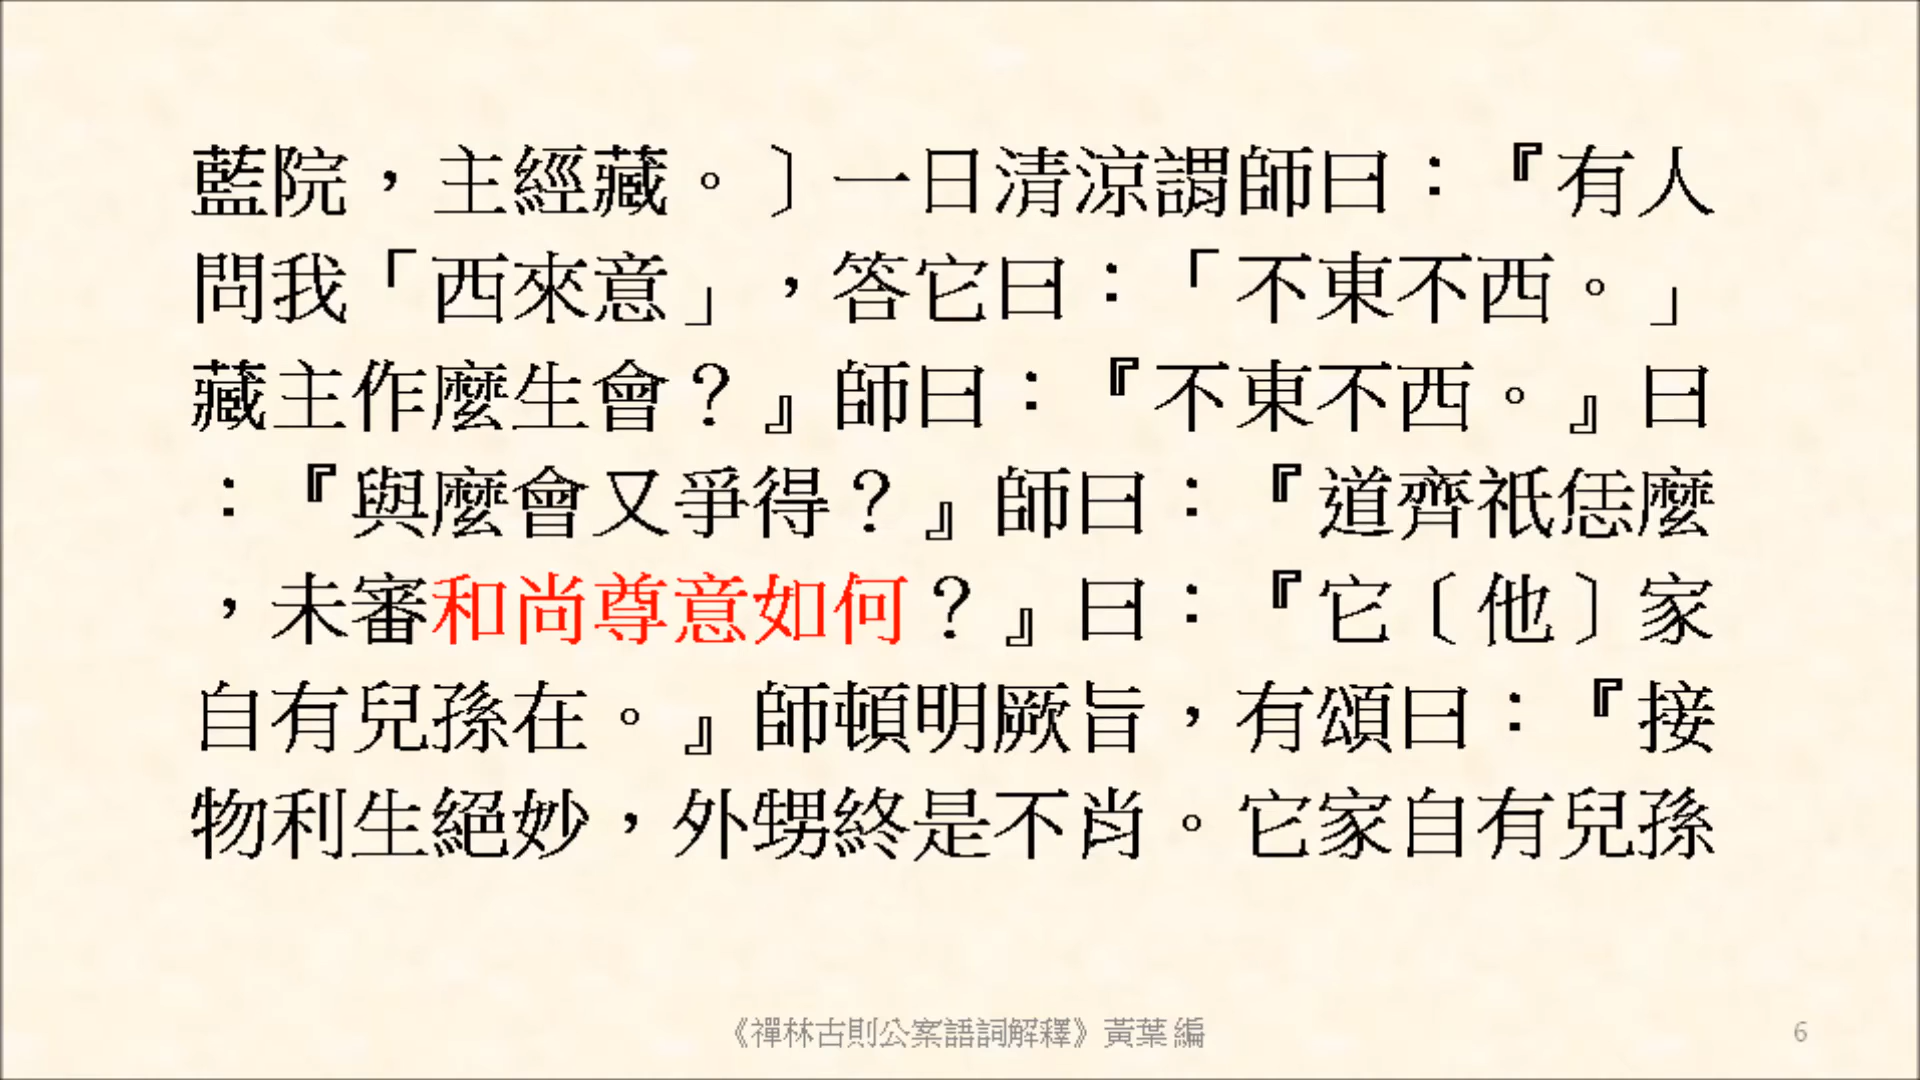 藍院，主經藏。〕一日清涼謂師曰：『有人
問我「西來意」，答它曰：「不東不西。」
藏主作麼生會？』師曰：『不東不西。』曰
：『與麼會又爭得？』師曰：『道齊祇恁麼
，未審和尚尊意如何？』曰：『它〔他〕家
自有兒孫在。』師頓明厥旨，有頌曰：『接
物利生絕妙，外甥終是不肖。它家自有兒孫
《禪林古則公案語詞解釋》黃葉 編
6